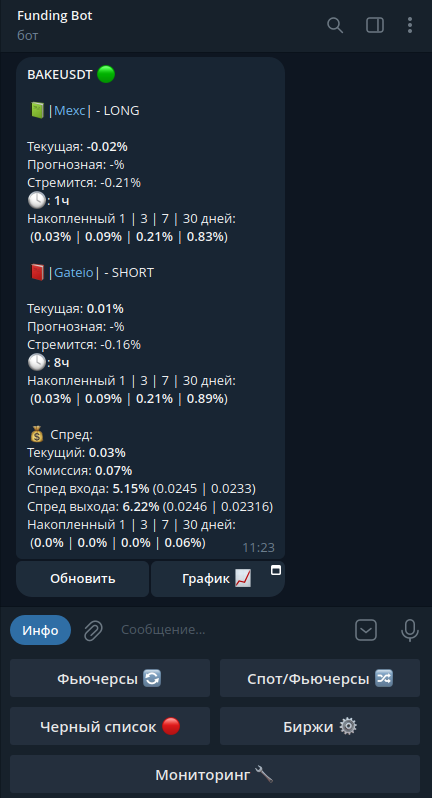 Funding Bot
бот
BAKEUSDT
|Mexc| - LONG
Текущая: -0.02%
Прогнозная: -%
Стремится: -0.21%
: 1ч
Накопленный 1 | 3 | 7 | 30 дней:
(0.03% | 0.09% | 0.21% | 0.83%)
|Gateio| - SHORT
Текущая: 0.01%
Прогнозная: -%
Стремится: -0.16%
: 8ч
Накопленный 1 | 3 | 7 | 30 дней:
(0.03% | 0.09% | 0.21% | 0.89%)
Спред:
Текущий: 0.03%
Комиссия: 0.07%
Спред входа: 5.15% (0.0245 | 0.0233)
Спред выхода: 6.22% (0.0246 | 0.02316)
Накопленный 1 | 3 | 7 | 30 дней:
(0.0% | 0.0% | 0.0% | 0.06%)
11:23
Обновить
График
Инфо
Сообщение...
Фьючерсы
Спот/Фьючерсы
Черный список
Биржи
Мониторинг